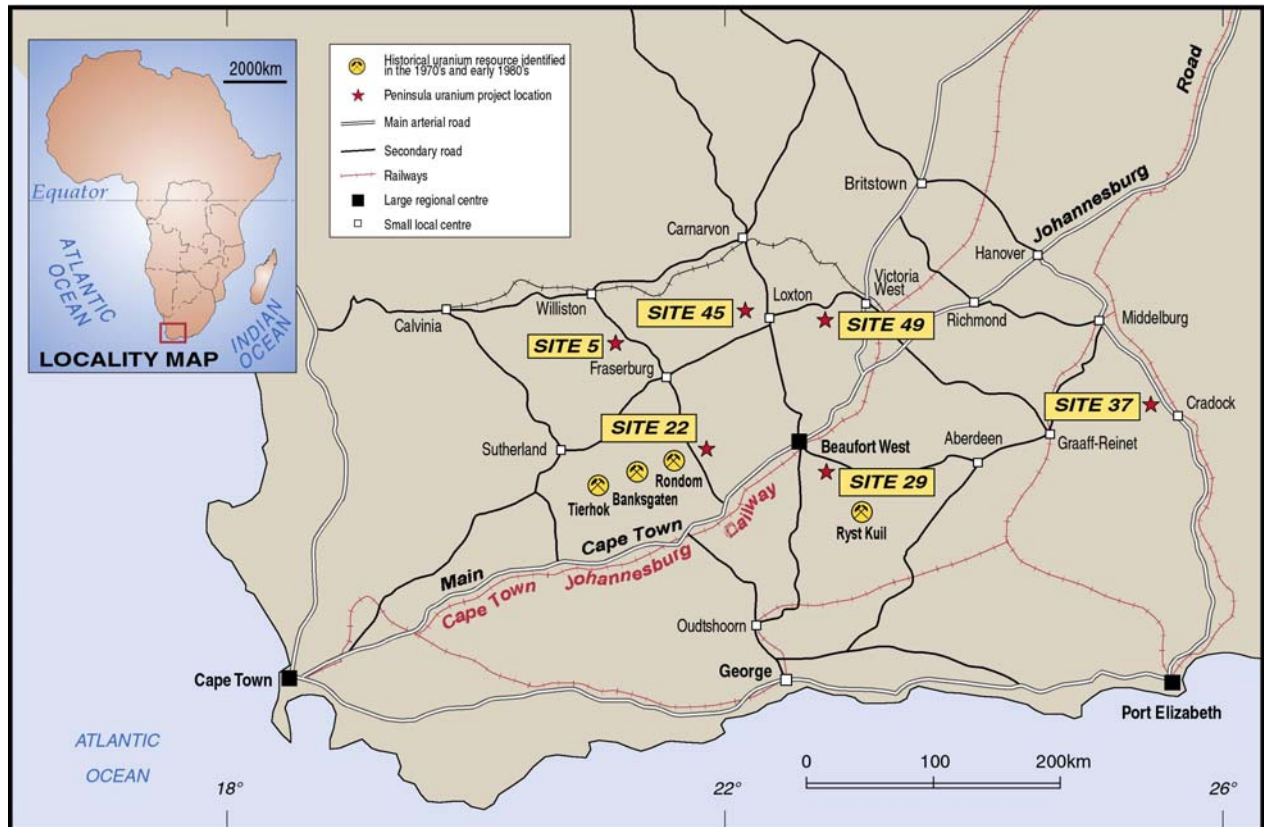 2000km
Equator
ATLANTIC
OCEAN
INDIAN
OCEAN
LOCALITY MAP
Historical uranium resource identified
in the 1970's and early 1980's
Peninsula uranium project location
Main arterial road
Secondary road
Railways
Large regional centre
Small local centre
Road
Johannesburg
Britstown
Carnarvon
Hanover
Victoria
West
Williston
SITE 45
Loxton
Calvinia
SITE 49
Richmond
Middelburg
SITE 5
Fraserburg
SITE 37
Cradock
SITE 22
Sutherland
Beaufort West
Aberdeen
Graaff-Reinet
Rondom
Banksgaten
Tierhok
SITE 29
Ryst Kuil
Cape Town
Railway
Main
Johannesburg
Cape Town
Oudtshoorn
Cape Town
George
Port Elizabeth
ATLANTIC
OCEAN
0 100 200km
18° 22° 26°